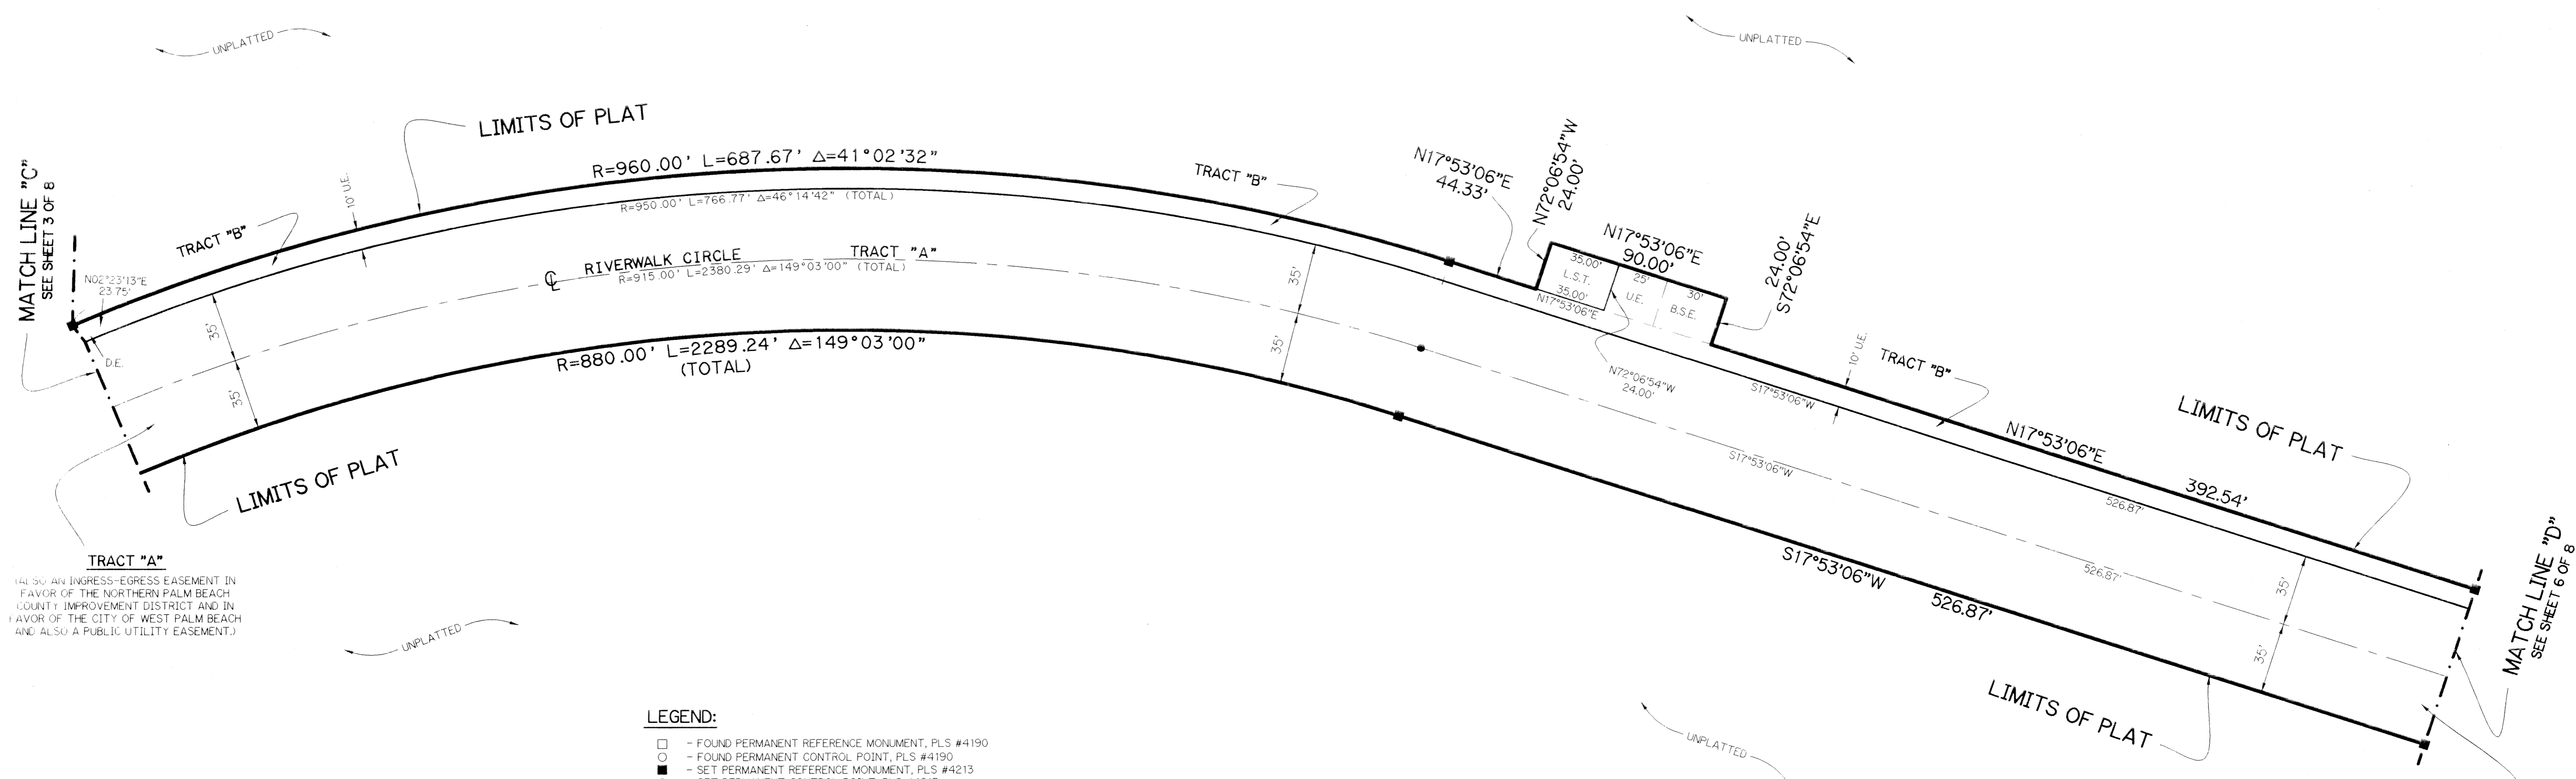 UNPLATTED
UNPLATTED
LIMITS OF PLAT
MATCH LINE "C"
SEE SHEET 3 OF 8
10' U.E.
TRACT "B"
R=960.00' L=687.67' Δ=41°02'32"
R=950.00' L=766.77' Δ=46°14'42" (TOTAL)
TRACT "B"
N17°53'06"E
44.33'
N72°06'54"W
24.00'
N17°53'06"E
90.00'
24.00'
S72°06'54"E
35.00'
L.S.T.
35.00'
N17°53'06"E
25'
U.E.
30'
B.S.E.
N02°23'13"E
23.75'
D.E.
35'
35'
RIVERWALK CIRCLE TRACT "A"
R=915.00' L=2380.29' Δ=149°03'00" (TOTAL)
R=880.00' L=2289.24' Δ=149°03'00"
(TOTAL)
35'
35'
N72°06'54"W
24.00'
10' U.E.
TRACT "B"
S17°53'06"W
N17°53'06"E
392.54'
LIMITS OF PLAT
S17°53'06"W
526.87'
526.87'
S17°53'06"W
526.87'
35'
35'
MATCH LINE "D"
SEE SHEET 6 OF 8
LIMITS OF PLAT
LIMITS OF PLAT
TRACT "A"
(ALSO AN INGRESS-EGRESS EASEMENT IN
FAVOR OF THE NORTHERN PALM BEACH
COUNTY IMPROVEMENT DISTRICT AND IN
FAVOR OF THE CITY OF WEST PALM BEACH
AND ALSO A PUBLIC UTILITY EASEMENT.)
UNPLATTED
UNPLATTED
LEGEND:
- FOUND PERMANENT REFERENCE MONUMENT, PLS #4190
- FOUND PERMANENT CONTROL POINT, PLS #4190
- SET PERMANENT REFERENCE MONUMENT, PLS #4213